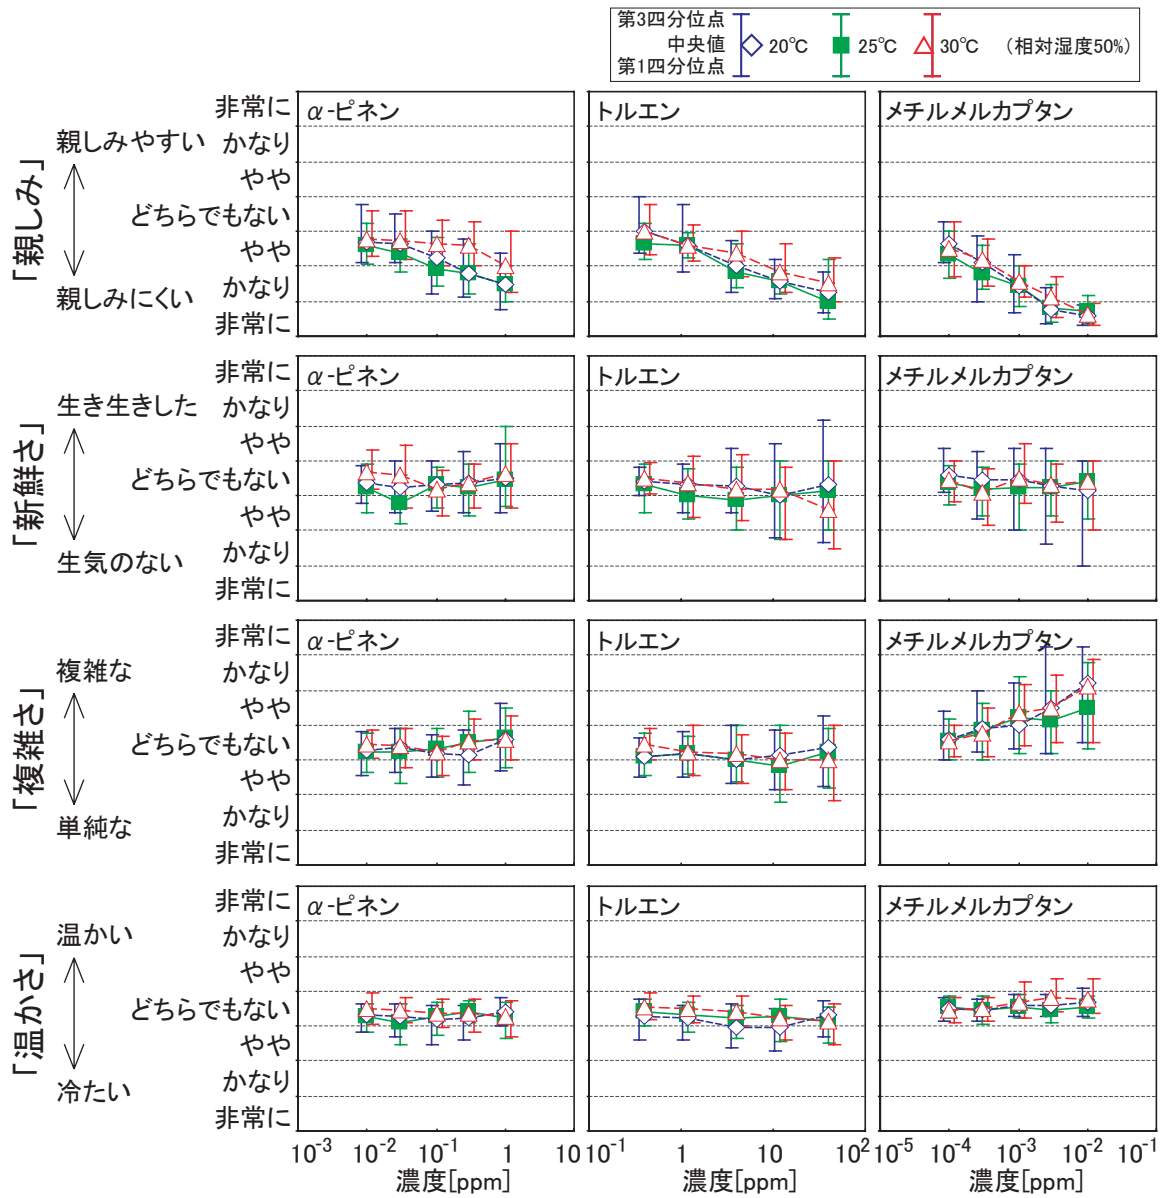 第3四分位点
中央値
第1四分位点
20℃ 25℃ 30℃ (相対湿度50%)
「親しみ」
親しみやすい
親しみにくい
非常に
かなり
やや
どちらでもない
やや
かなり
非常に
α-ピネン
トルエン
メチルメルカプタン
「新鮮さ」
生き生きした
生気のない
非常に
かなり
やや
どちらでもない
やや
かなり
非常に
α-ピネン
トルエン
メチルメルカプタン
「複雑さ」
複雑な
単純な
非常に
かなり
やや
どちらでもない
やや
かなり
非常に
α-ピネン
トルエン
メチルメルカプタン
「温かさ」
温かい
冷たい
非常に
かなり
やや
どちらでもない
やや
かなり
非常に
α-ピネン
トルエン
メチルメルカプタン
10⁻³ 10⁻² 10⁻¹ 1 10
濃度[ppm]
10⁻¹ 1 10 10²
濃度[ppm]
10⁻⁵ 10⁻⁴ 10⁻³ 10⁻² 10⁻¹
濃度[ppm]